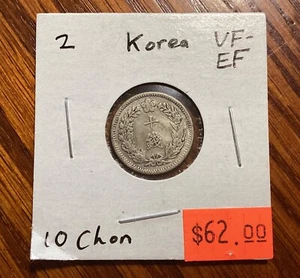 2 Korea VF-
EF
十
錢
10 Chon
$62.00